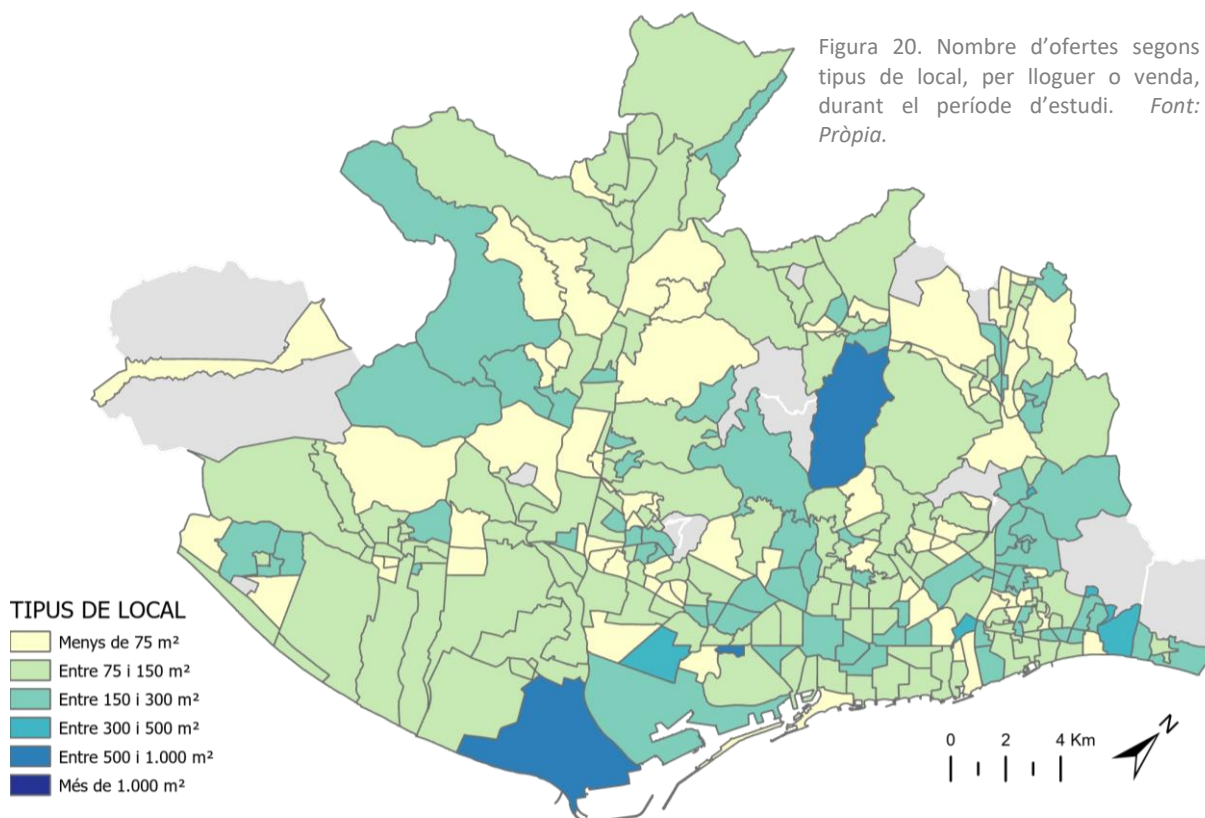 Figura 20. Nombre d'ofertes segons
tipus de local, per lloguer o venda,
durant el període d'estudi. Font:
Pròpia.
TIPUS DE LOCAL
Menys de 75 m²
Entre 75 i 150 m²
Entre 150 i 300 m²
Entre 300 i 500 m²
Entre 500 i 1.000 m²
Més de 1.000 m²
0 2 4 Km
N